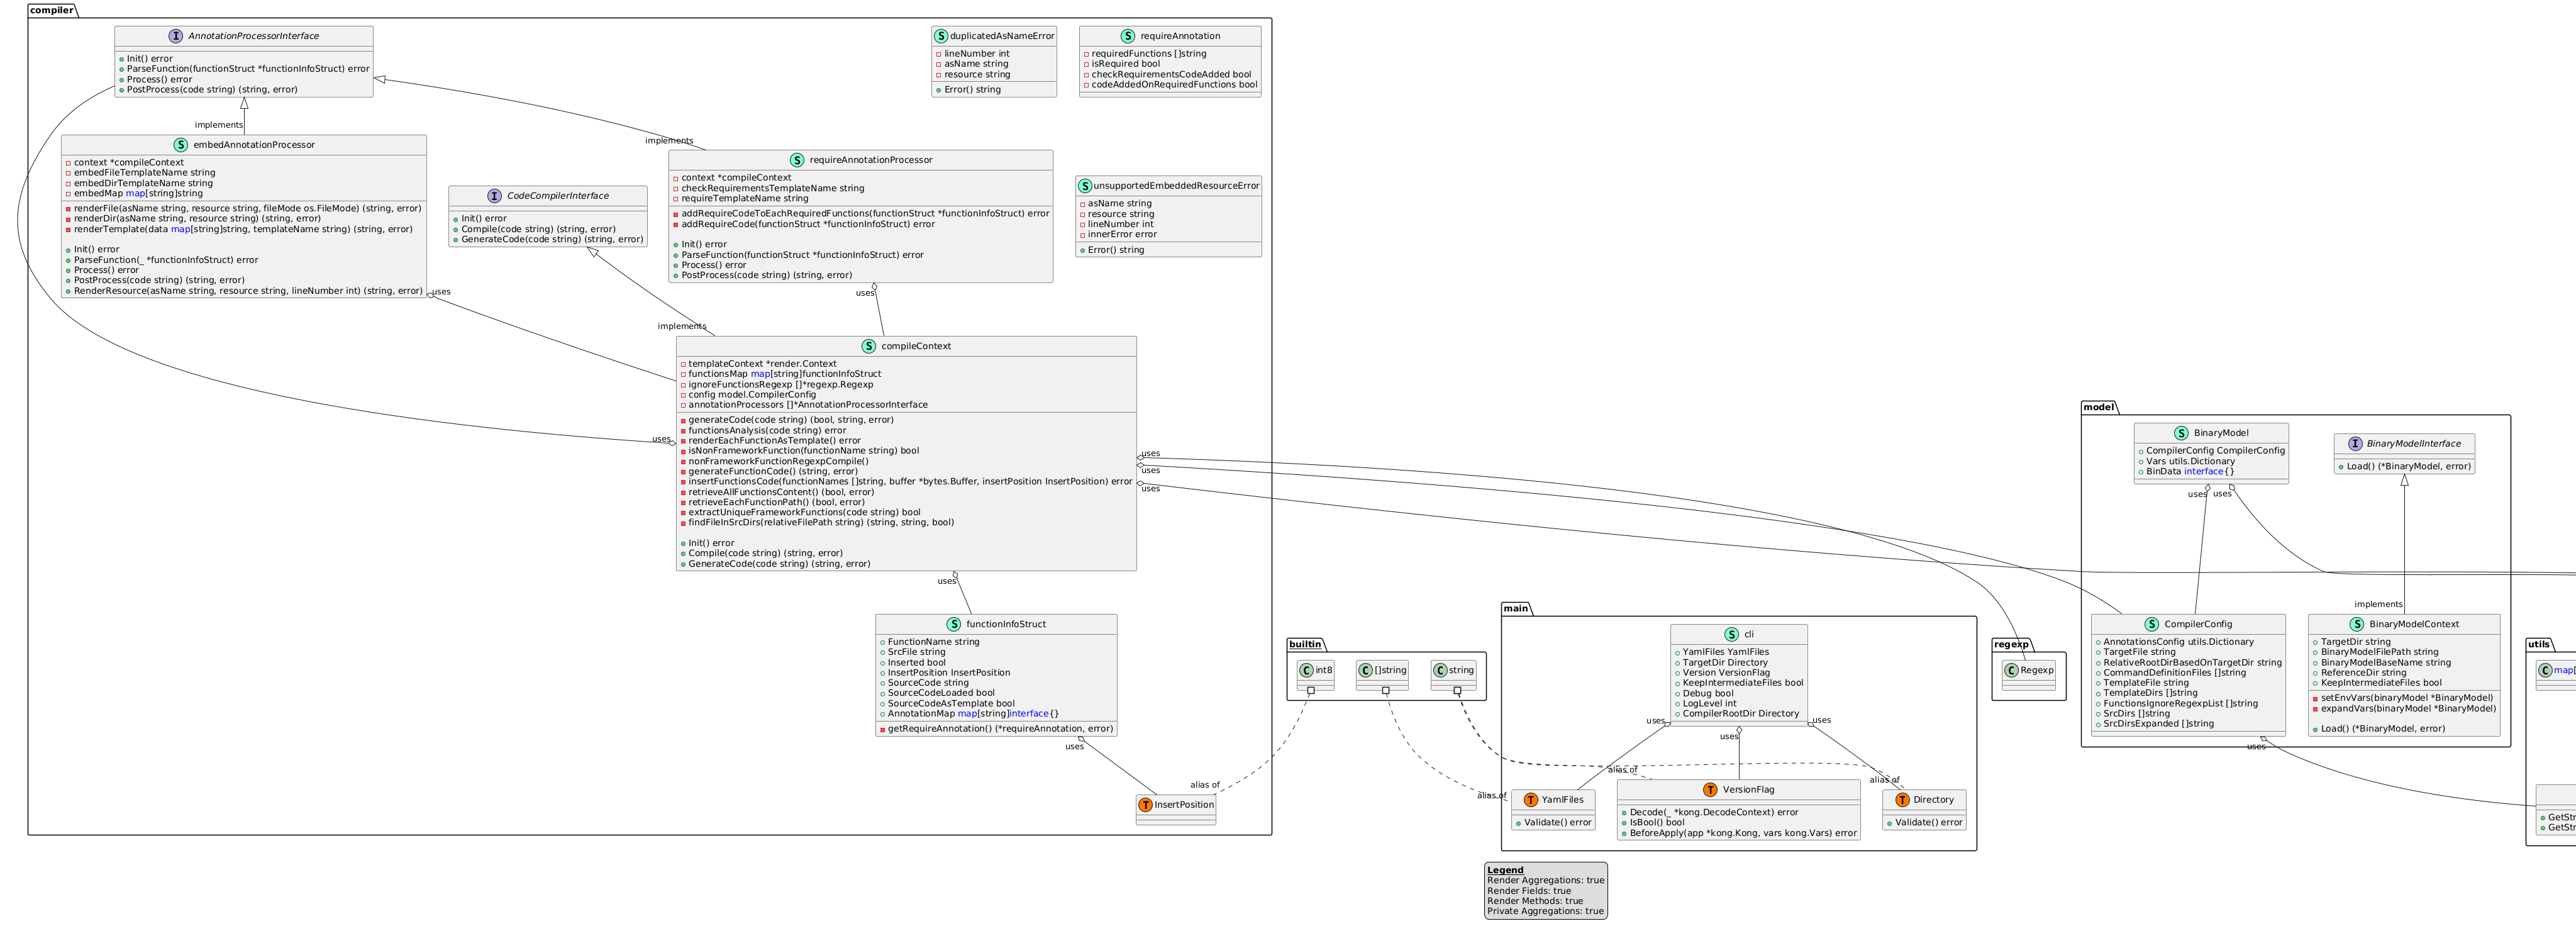 compiler
AnnotationProcessorInterface
Init() error
ParseFunction(functionStruct *functionInfoStruct) error
Process() error
PostProcess(code string) (string, error)
duplicatedAsNameError
lineNumber int
asName string
resource string
Error() string
requireAnnotation
requiredFunctions []string
isRequired bool
checkRequirementsCodeAdded bool
codeAddedOnRequiredFunctions bool
implements
implements
embedAnnotationProcessor
context *compileContext
embedFileTemplateName string
embedDirTemplateName string
embedMap map[string]string
renderFile(asName string, resource string, fileMode os.FileMode) (string, error)
renderDir(asName string, resource string) (string, error)
renderTemplate(data map[string]string, templateName string) (string, error)
Init() error
ParseFunction(_ *functionInfoStruct) error
Process() error
PostProcess(code string) (string, error)
RenderResource(asName string, resource string, lineNumber int) (string, error)
uses
CodeCompilerInterface
Init() error
Compile(code string) (string, error)
GenerateCode(code string) (string, error)
requireAnnotationProcessor
context *compileContext
checkRequirementsTemplateName string
requireTemplateName string
addRequireCodeToEachRequiredFunctions(functionStruct *functionInfoStruct) error
addRequireCode(functionStruct *functionInfoStruct) error
Init() error
ParseFunction(functionStruct *functionInfoStruct) error
Process() error
PostProcess(code string) (string, error)
uses
unsupportedEmbeddedResourceError
asName string
resource string
lineNumber int
innerError error
Error() string
implements
compileContext
templateContext *render.Context
functionsMap map[string]functionInfoStruct
ignoreFunctionsRegexp []*regexp.Regexp
config model.CompilerConfig
annotationProcessors []*AnnotationProcessorInterface
generateCode(code string) (bool, string, error)
functionsAnalysis(code string) error
renderEachFunctionAsTemplate() error
isNonFrameworkFunction(functionName string) bool
nonFrameworkFunctionRegexpCompile()
generateFunctionCode() (string, error)
insertFunctionsCode(functionNames []string, buffer *bytes.Buffer, insertPosition InsertPosition) error
retrieveAllFunctionsContent() (bool, error)
retrieveEachFunctionPath() (bool, error)
extractUniqueFrameworkFunctions(code string) bool
findFileInSrcDirs(relativeFilePath string) (string, string, bool)
Init() error
Compile(code string) (string, error)
GenerateCode(code string) (string, error)
uses
uses
uses
uses
uses
functionInfoStruct
FunctionName string
SrcFile string
Inserted bool
InsertPosition InsertPosition
SourceCode string
SourceCodeLoaded bool
SourceCodeAsTemplate bool
AnnotationMap map[string]interface{}
getRequireAnnotation() (*requireAnnotation, error)
uses
alias of
InsertPosition
builtin
int8
[]string
string
main
cli
YamlFiles YamlFiles
TargetDir Directory
Version VersionFlag
KeepIntermediateFiles bool
Debug bool
LogLevel int
CompilerRootDir Directory
uses
uses
uses
alias of
alias of
alias of
YamlFiles
Validate() error
VersionFlag
Decode(_ *kong.DecodeContext) error
IsBool() bool
BeforeApply(app *kong.Kong, vars kong.Vars) error
Directory
Validate() error
regexp
Regexp
model
BinaryModel
CompilerConfig CompilerConfig
Vars utils.Dictionary
BinData interface{}
uses
uses
BinaryModelInterface
Load() (*BinaryModel, error)
implements
CompilerConfig
AnnotationsConfig utils.Dictionary
TargetFile string
RelativeRootDirBasedOnTargetDir string
CommandDefinitionFiles []string
TemplateFile string
TemplateDirs []string
FunctionsIgnoreRegexpList []string
SrcDirs []string
SrcDirsExpanded []string
uses
BinaryModelContext
TargetDir string
BinaryModelFilePath string
BinaryModelBaseName string
ReferenceDir string
KeepIntermediateFiles bool
setEnvVars(binaryModel *BinaryModel)
expandVars(binaryModel *BinaryModel)
Load() (*BinaryModel, error)
utils
map[
GetStr
GetStr
Legend
Render Aggregations: true
Render Fields: true
Render Methods: true
Private Aggregations: true